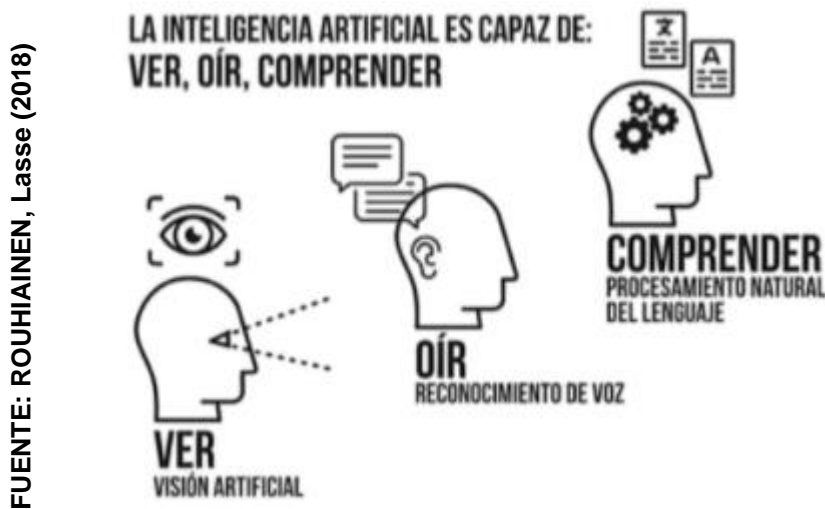 LA INTELIGENCIA ARTIFICIAL ES CAPAZ DE:
VER, OÍR, COMPRENDER
文
A
COMPRENDER
PROCESAMIENTO NATURAL
DEL LENGUAJE
OÍR
RECONOCIMIENTO DE VOZ
VER
VISIÓN ARTIFICIAL
FUENTE: ROUHIAINEN, Lasse (2018)